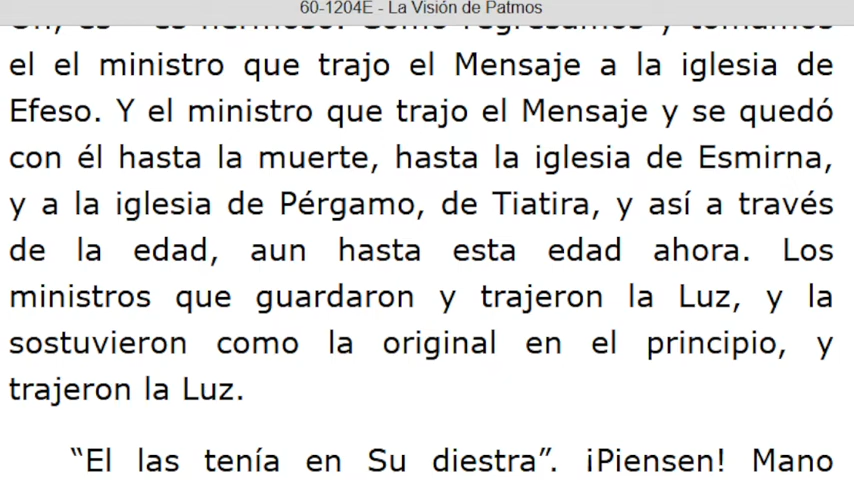 60-1204E - La Visión de Patmos
el el ministro que trajo el Mensaje a la iglesia de
Efeso. Y el ministro que trajo el Mensaje y se quedó
con él hasta la muerte, hasta la iglesia de Esmirna,
y a la iglesia de Pérgamo, de Tiatira, y así a través
de la edad, aun hasta esta edad ahora. Los
ministros que guardaron y trajeron la Luz, y la
sostuvieron como la original en el principio, y
trajeron la Luz.
“El las tenía en Su diestra”. ¡Piensen! Mano